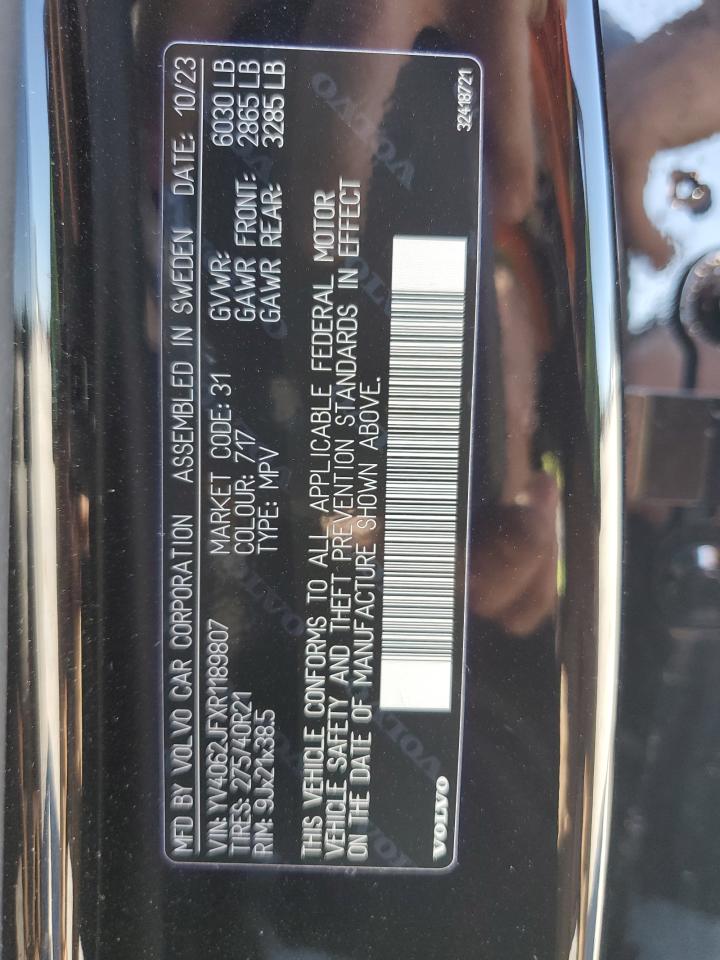 MFD BY VOLVO CAR CORPORATION ASSEMBLED IN SWEDEN DATE: 10/23
VIN: YV4062JFXR1189807 MARKET CODE: 31 GVWR: 6030 LB
TIRES: 275/40R21 COLOUR: 717 GAWR FRONT: 2865 LB
RIM: 9Jx21x38.5 TYPE: MPV GAWR REAR: 3285 LB
THIS VEHICLE CONFORMS TO ALL APPLICABLE FEDERAL MOTOR
VEHICLE SAFETY AND THEFT PREVENTION STANDARDS IN EFFECT
ON THE DATE OF MANUFACTURE SHOWN ABOVE.
VOLVO 32418721